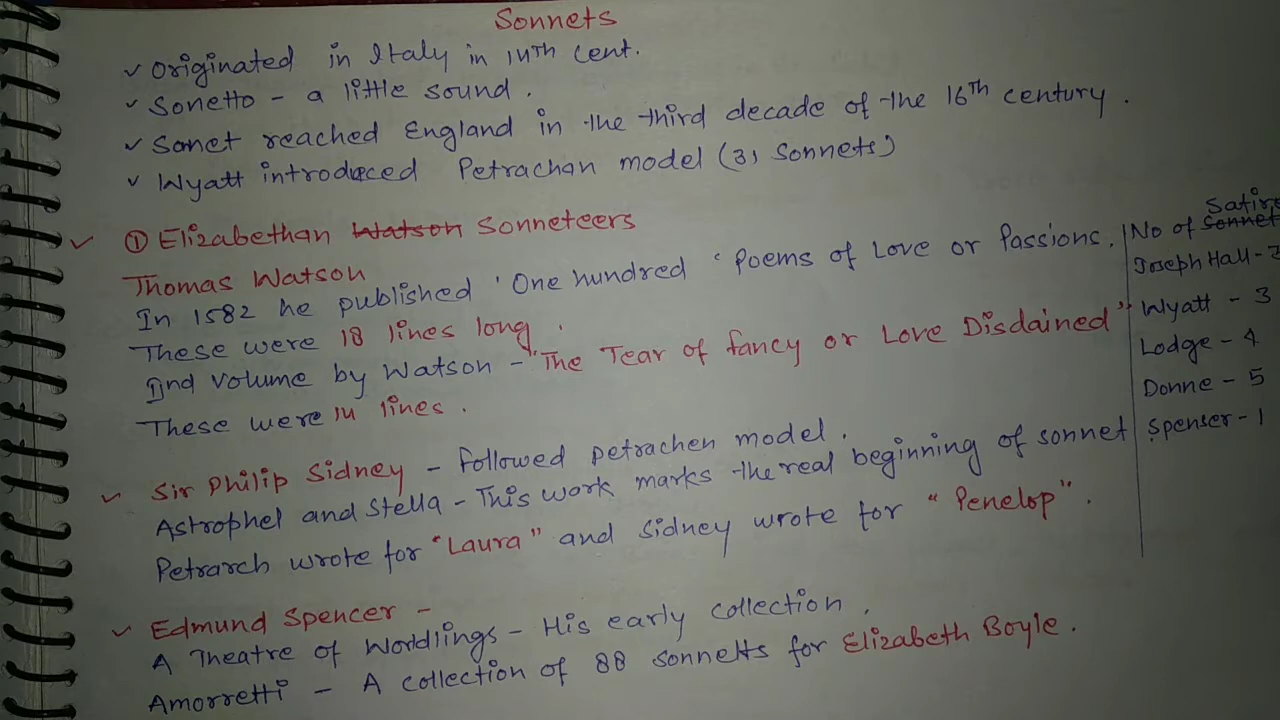 Sonnets
✓ Originated in Italy in 14th cent.
✓ Sonetto - a little sound.
✓ Sonet reached England in the third decade of the 16th century.
✓ Wyatt introduced Petrachan model (31 Sonnets)
✓ ① Elizabethan Watson Sonneteers
Thomas Watson
In 1582 he published 'One hundred 'Poems of Love or Passions.
These were 18 lines long.
IInd volume by Watson - "The Tear of fancy or Love Disdained"
These were 14 lines.
✓ Sir Philip Sidney - Followed Petrachen model.
Astrophel and Stella - This work marks the real beginning of sonnet
Petrarch wrote for "Laura" and Sidney wrote for "Penelop".
✓ Edmund Spencer -
A Theatre of Worldlings - His early collection.
Amorretti - A collection of 88 sonnetts for Elizabeth Boyle.
Satire
No of Sonnet
Joseph Hall -
Wyatt - 3
Lodge - 4
Donne - 5
Spenser - 1